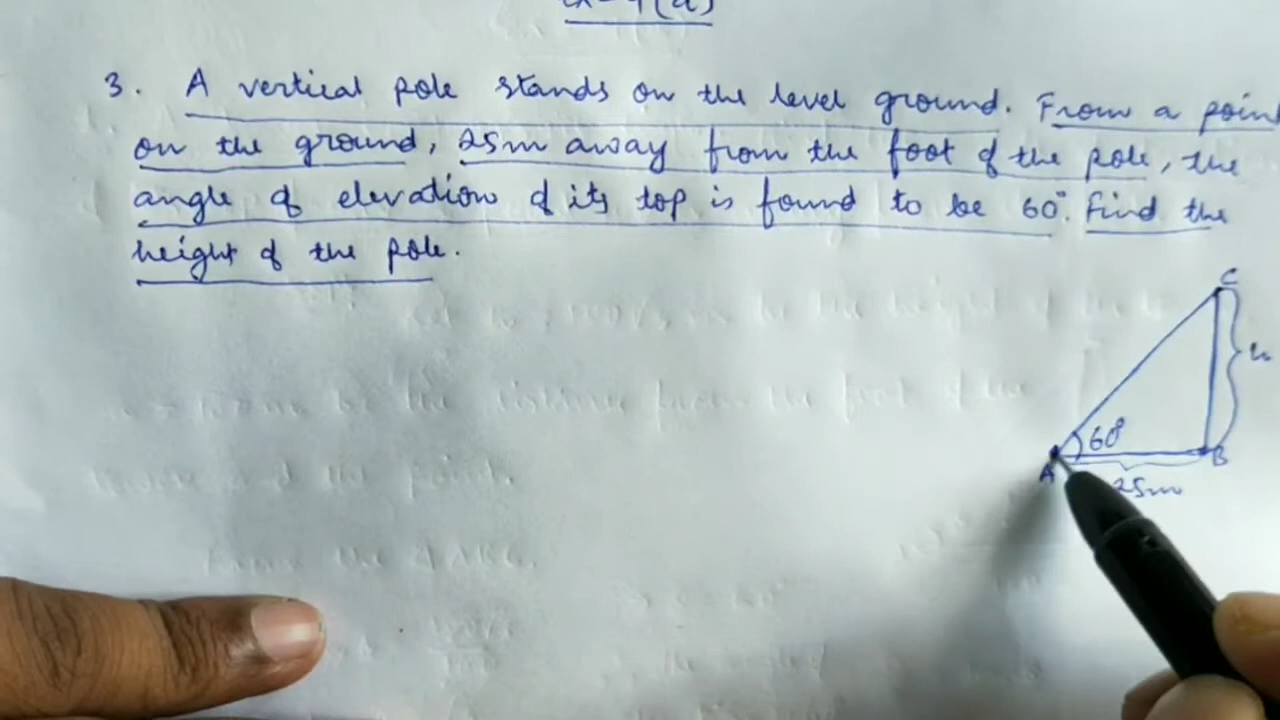 3. A vertical pole stands on the level ground. From a point
on the ground, 25m away from the foot of the pole, the
angle of elevation of its top is found to be 60°. Find the
height of the pole.
C
h
60°
B
A
25m